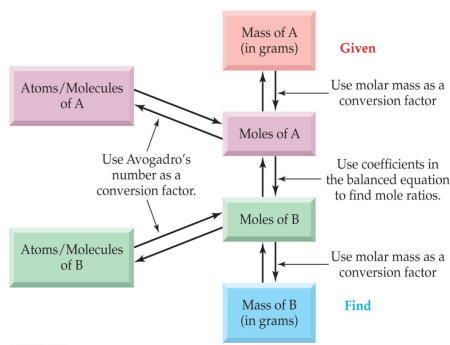 Mass of A
(in grams)
Given
Use molar mass as a
conversion factor
Atoms/Molecules
of A
Moles of A
Use Avogadro's
number as a
conversion factor.
Use coefficients in
the balanced equation
to find mole ratios.
Moles of B
Atoms/Molecules
of B
Use molar mass as a
conversion factor
Mass of B
(in grams)
Find